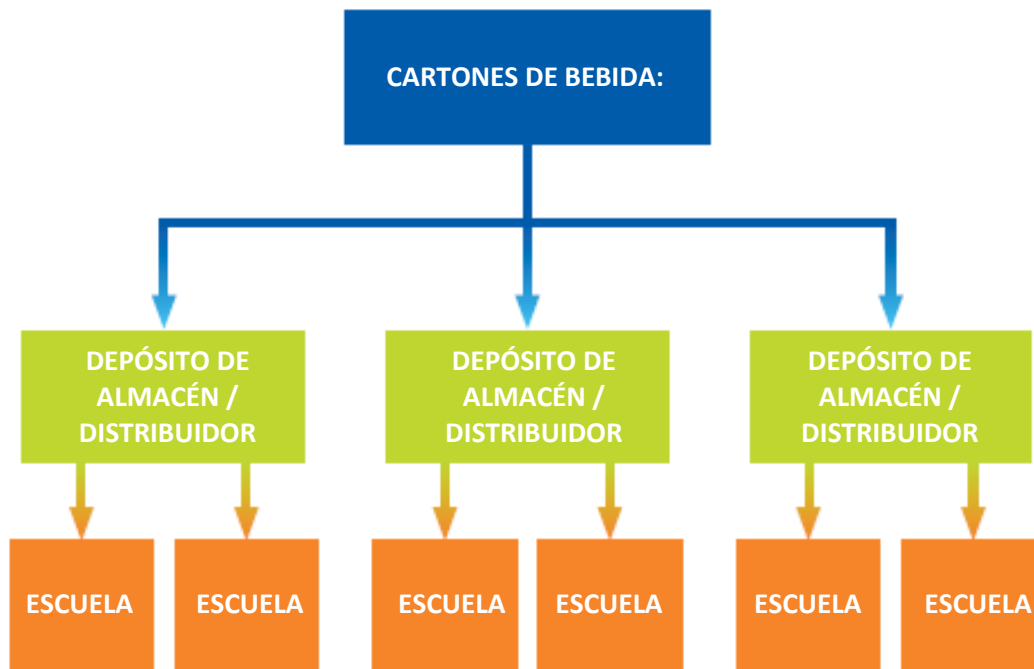 CARTONES DE BEBIDA:
DEPÓSITO DE
ALMACÉN /
DISTRIBUIDOR
DEPÓSITO DE
ALMACÉN /
DISTRIBUIDOR
DEPÓSITO DE
ALMACÉN /
DISTRIBUIDOR
ESCUELA
ESCUELA
ESCUELA
ESCUELA
ESCUELA
ESCUELA